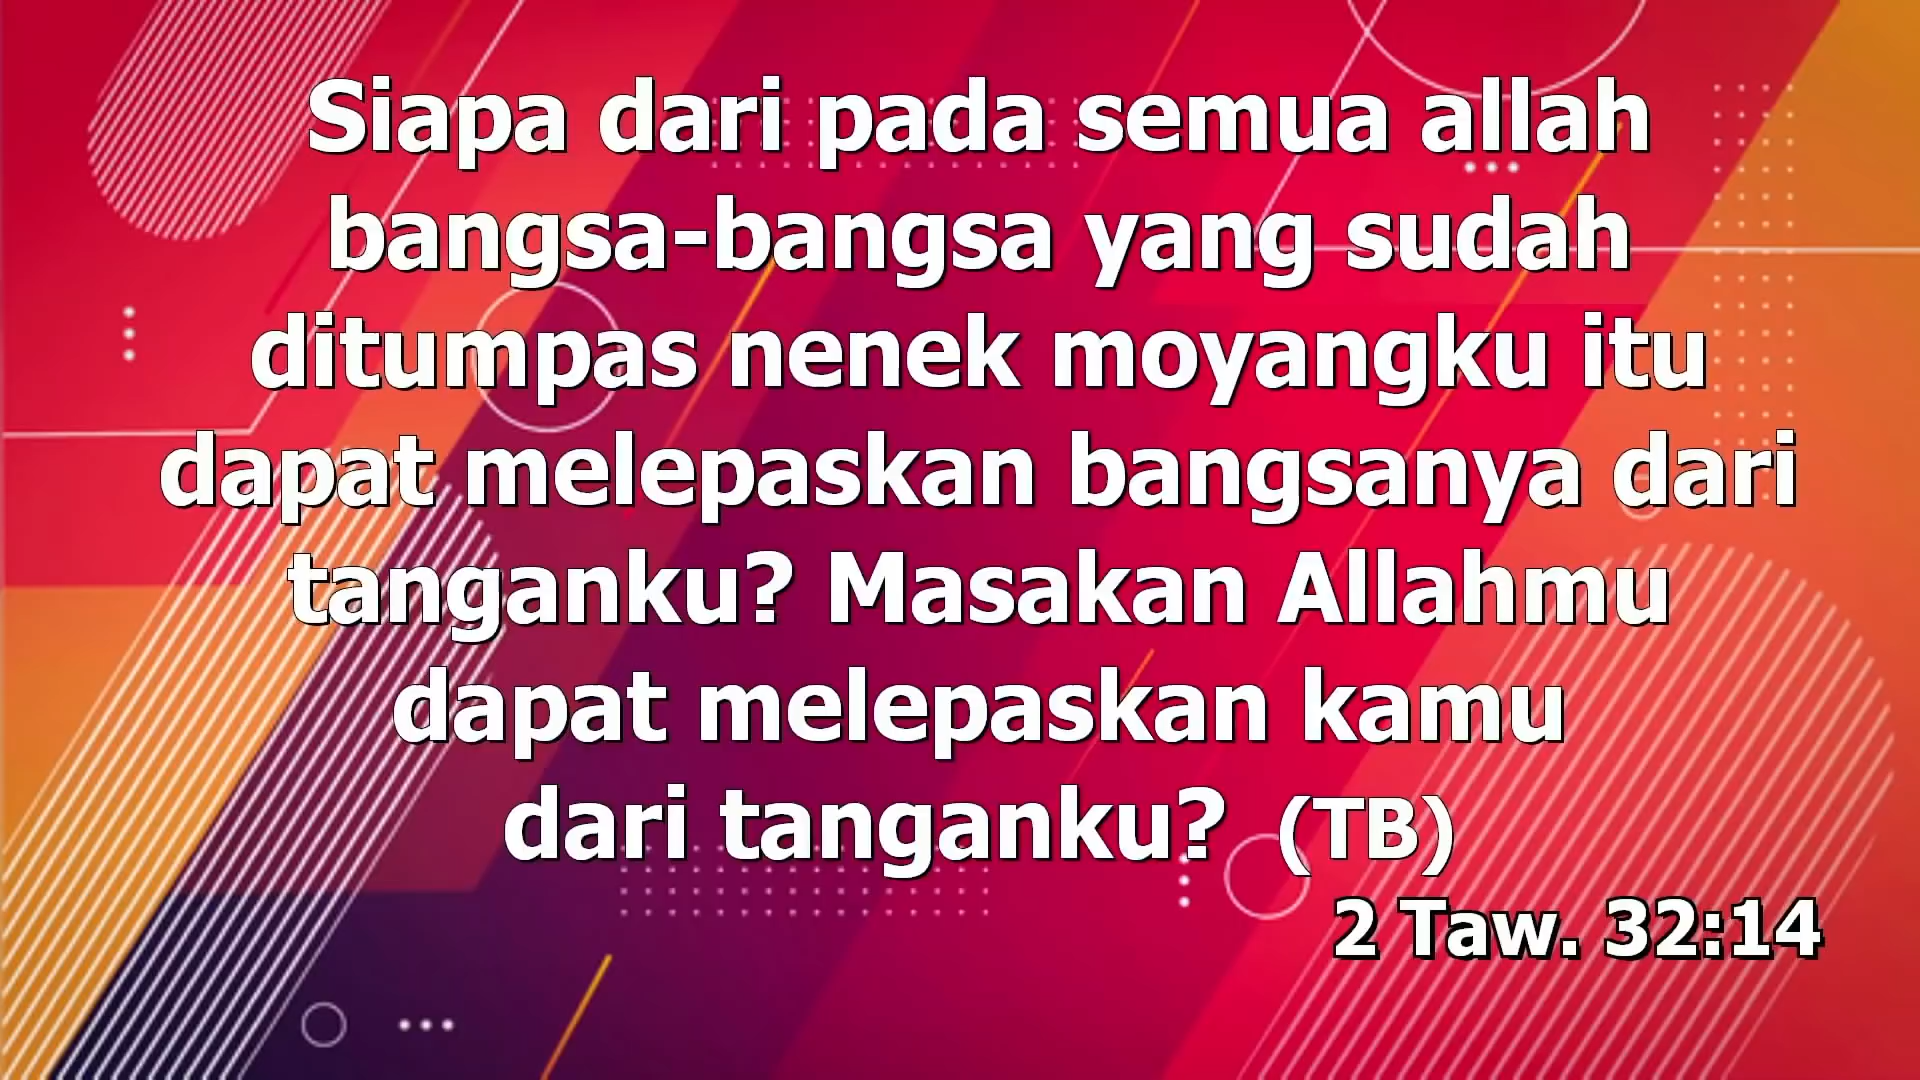 Siapa dari pada semua allah
bangsa-bangsa yang sudah
ditumpas nenek moyangku itu
dapat melepaskan bangsanya dari
tanganku? Masakan Allahmu
dapat melepaskan kamu
dari tanganku? (TB)
2 Taw. 32:14